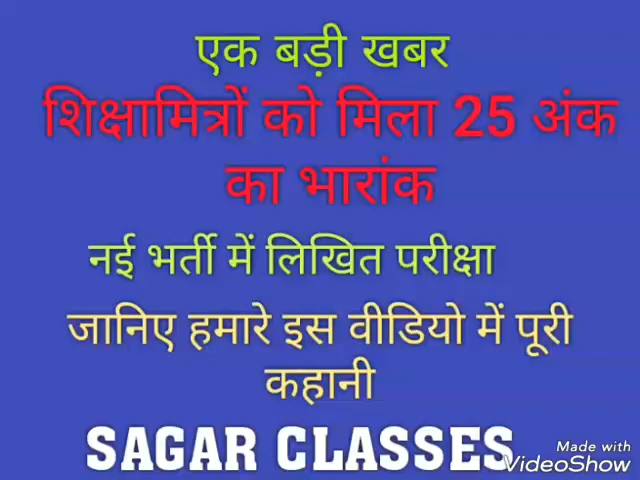 एक बड़ी खबर
शिक्षामित्रों को मिला 25 अंक
का भारांक
नई भर्ती में लिखित परीक्षा
जानिए हमारे इस वीडियो में पूरी
कहानी
SAGAR CLASSES
Made with
VideoShow